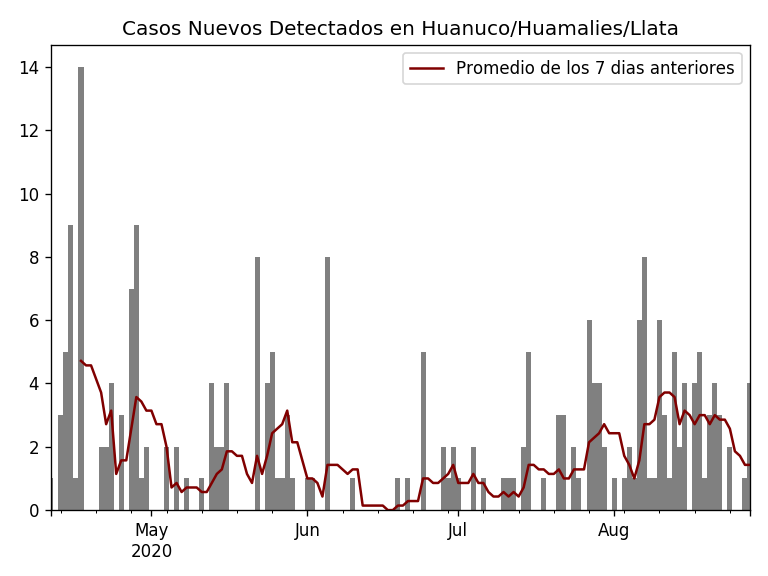 Casos Nuevos Detectados en Huanuco/Huamalies/Llata
Promedio de los 7 dias anteriores
14
12
10
8
6
4
2
0
May
2020
Jun
Jul
Aug